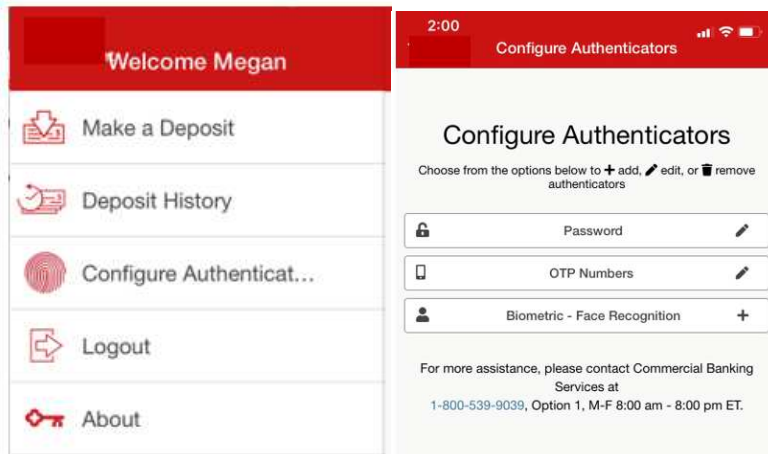 Welcome Megan
Make a Deposit
Deposit History
Configure Authenticat...
Logout
About
2:00
Configure Authenticators
Configure Authenticators
Choose from the options below to + add, edit, or remove
authenticators
Password
OTP Numbers
Biometric - Face Recognition
+
For more assistance, please contact Commercial Banking
Services at
1-800-539-9039, Option 1, M-F 8:00 am - 8:00 pm ET.